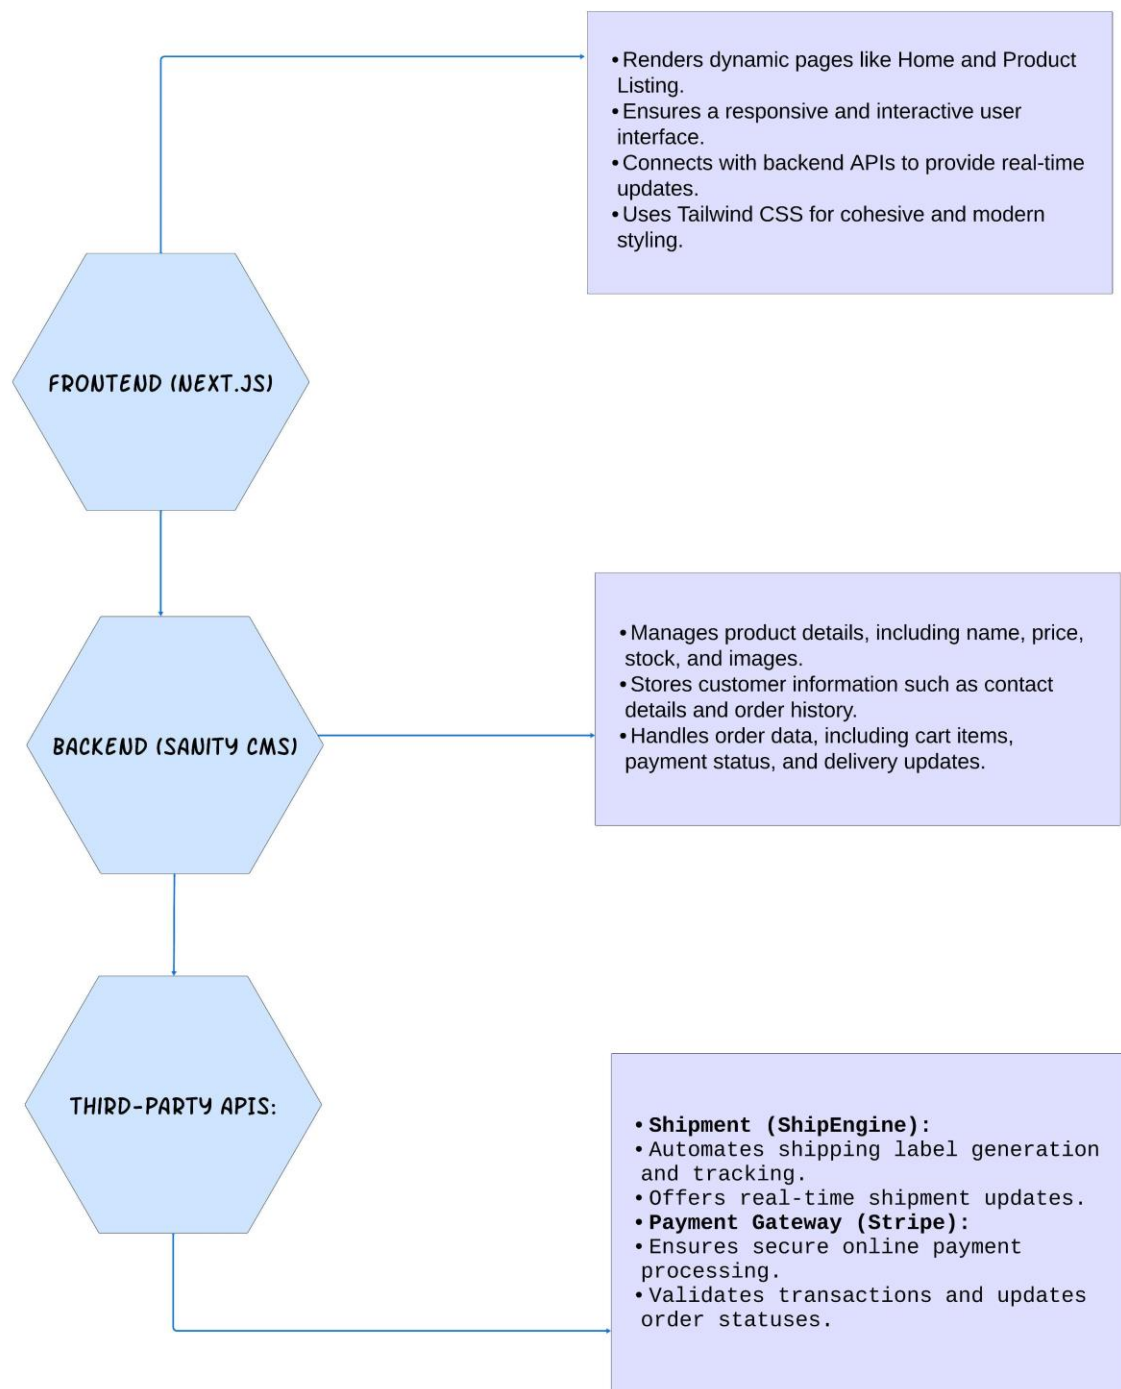 • Renders dynamic pages like Home and Product
Listing.
• Ensures a responsive and interactive user
interface.
• Connects with backend APIs to provide real-time
updates.
• Uses Tailwind CSS for cohesive and modern
styling.
FRONTEND (NEXT.JS)
• Manages product details, including name, price,
stock, and images.
• Stores customer information such as contact
details and order history.
• Handles order data, including cart items,
payment status, and delivery updates.
BACKEND (SANITY CMS)
THIRD-PARTY APIS:
• Shipment (ShipEngine):
• Automates shipping label generation
and tracking.
• Offers real-time shipment updates.
• Payment Gateway (Stripe):
• Ensures secure online payment
processing.
• Validates transactions and updates
order statuses.